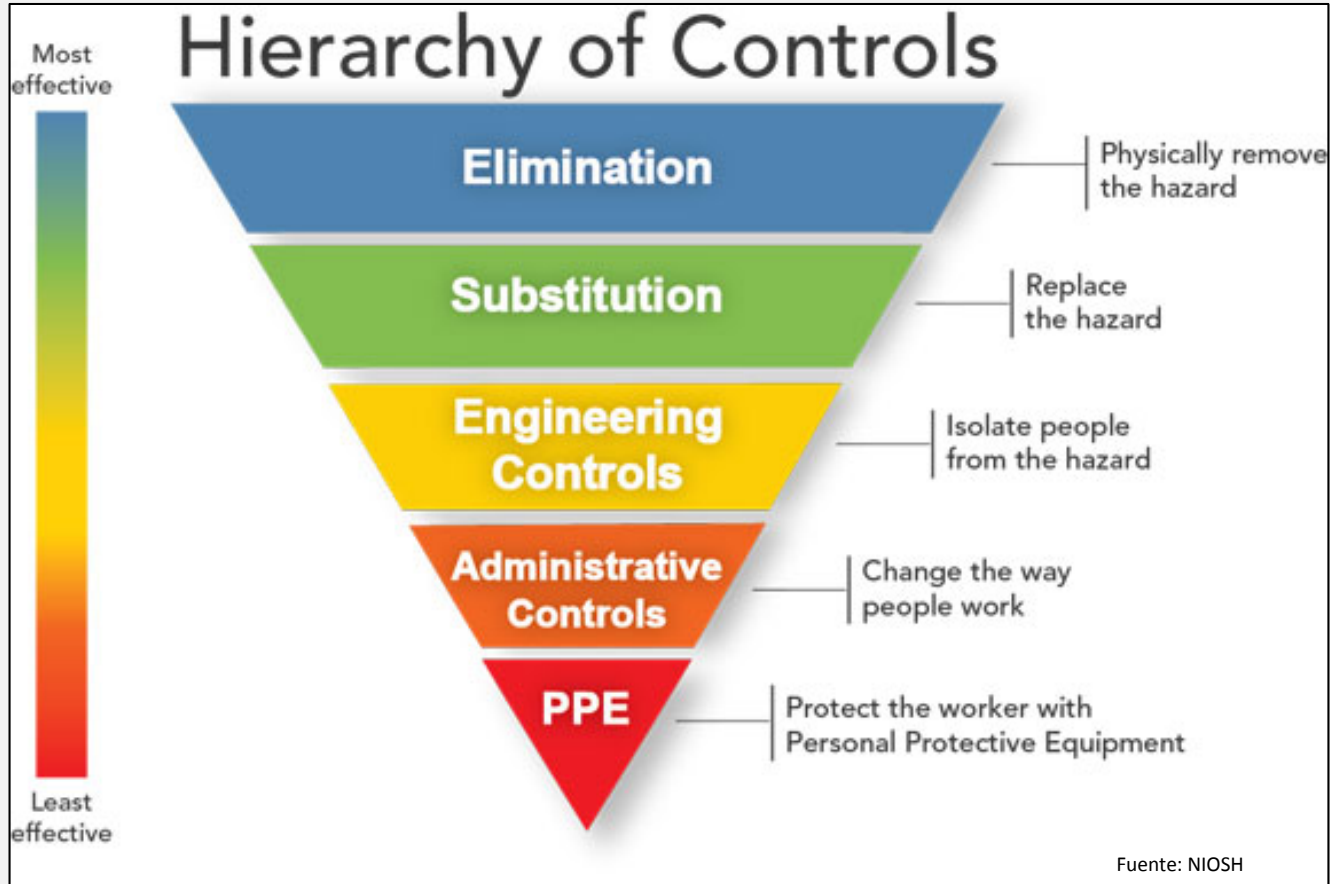 Hierarchy of Controls
Most
effective
Elimination
Physically remove
the hazard
Substitution
Replace
the hazard
Engineering
Controls
Isolate people
from the hazard
Administrative
Controls
Change the way
people work
PPE
Protect the worker with
Personal Protective Equipment
Least
effective
Fuente: NIOSH